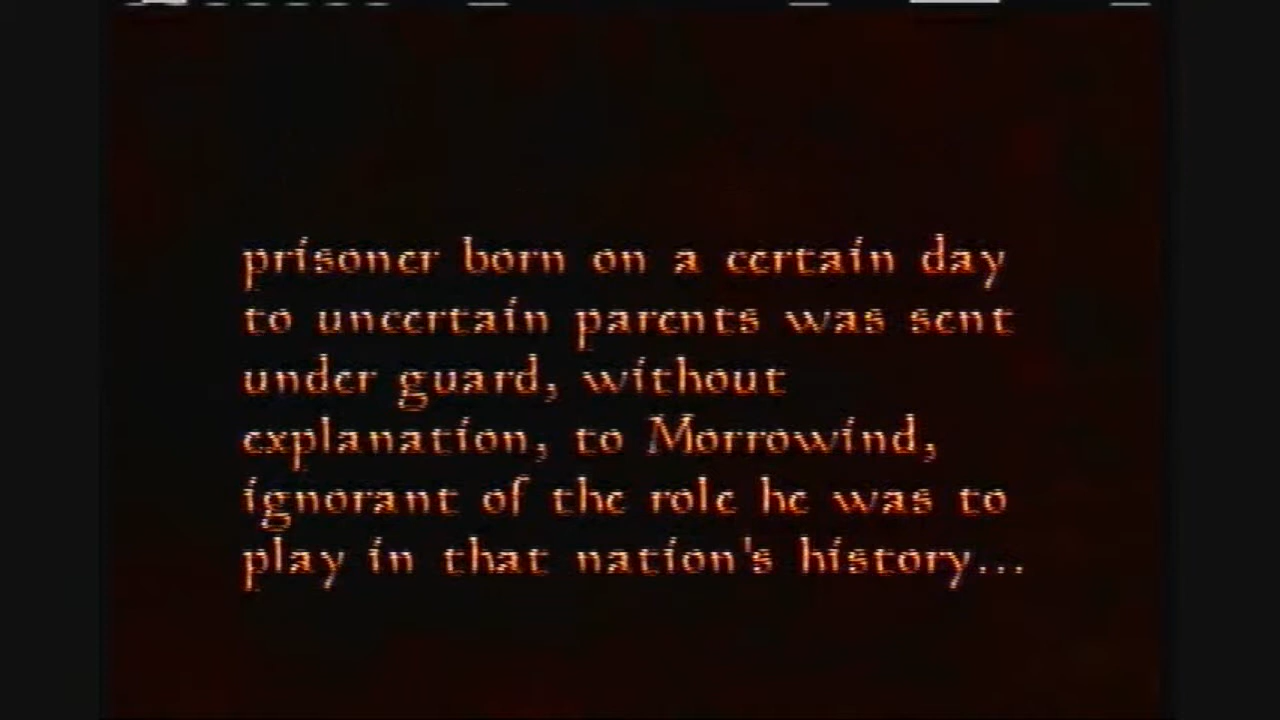 prisoner born on a certain day
to uncertain parents was sent
under guard, without
explanation, to Morrowind,
ignorant of the role he was to
play in that nation's history...